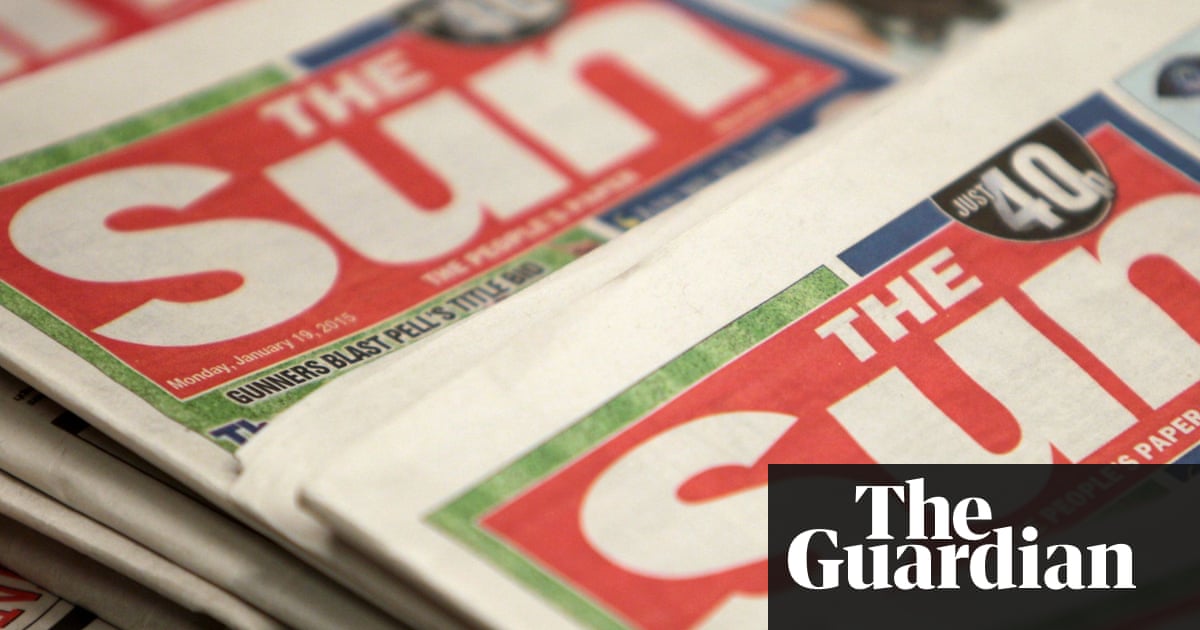 THE
Sun
THE PEOPLE'S PAPER
Monday, January 19, 2015
GUNNERS BLAST PELL'S TITLE BID
JUST
40p
THE
Sun
PEOPLE'S PAPER
The
Guardian